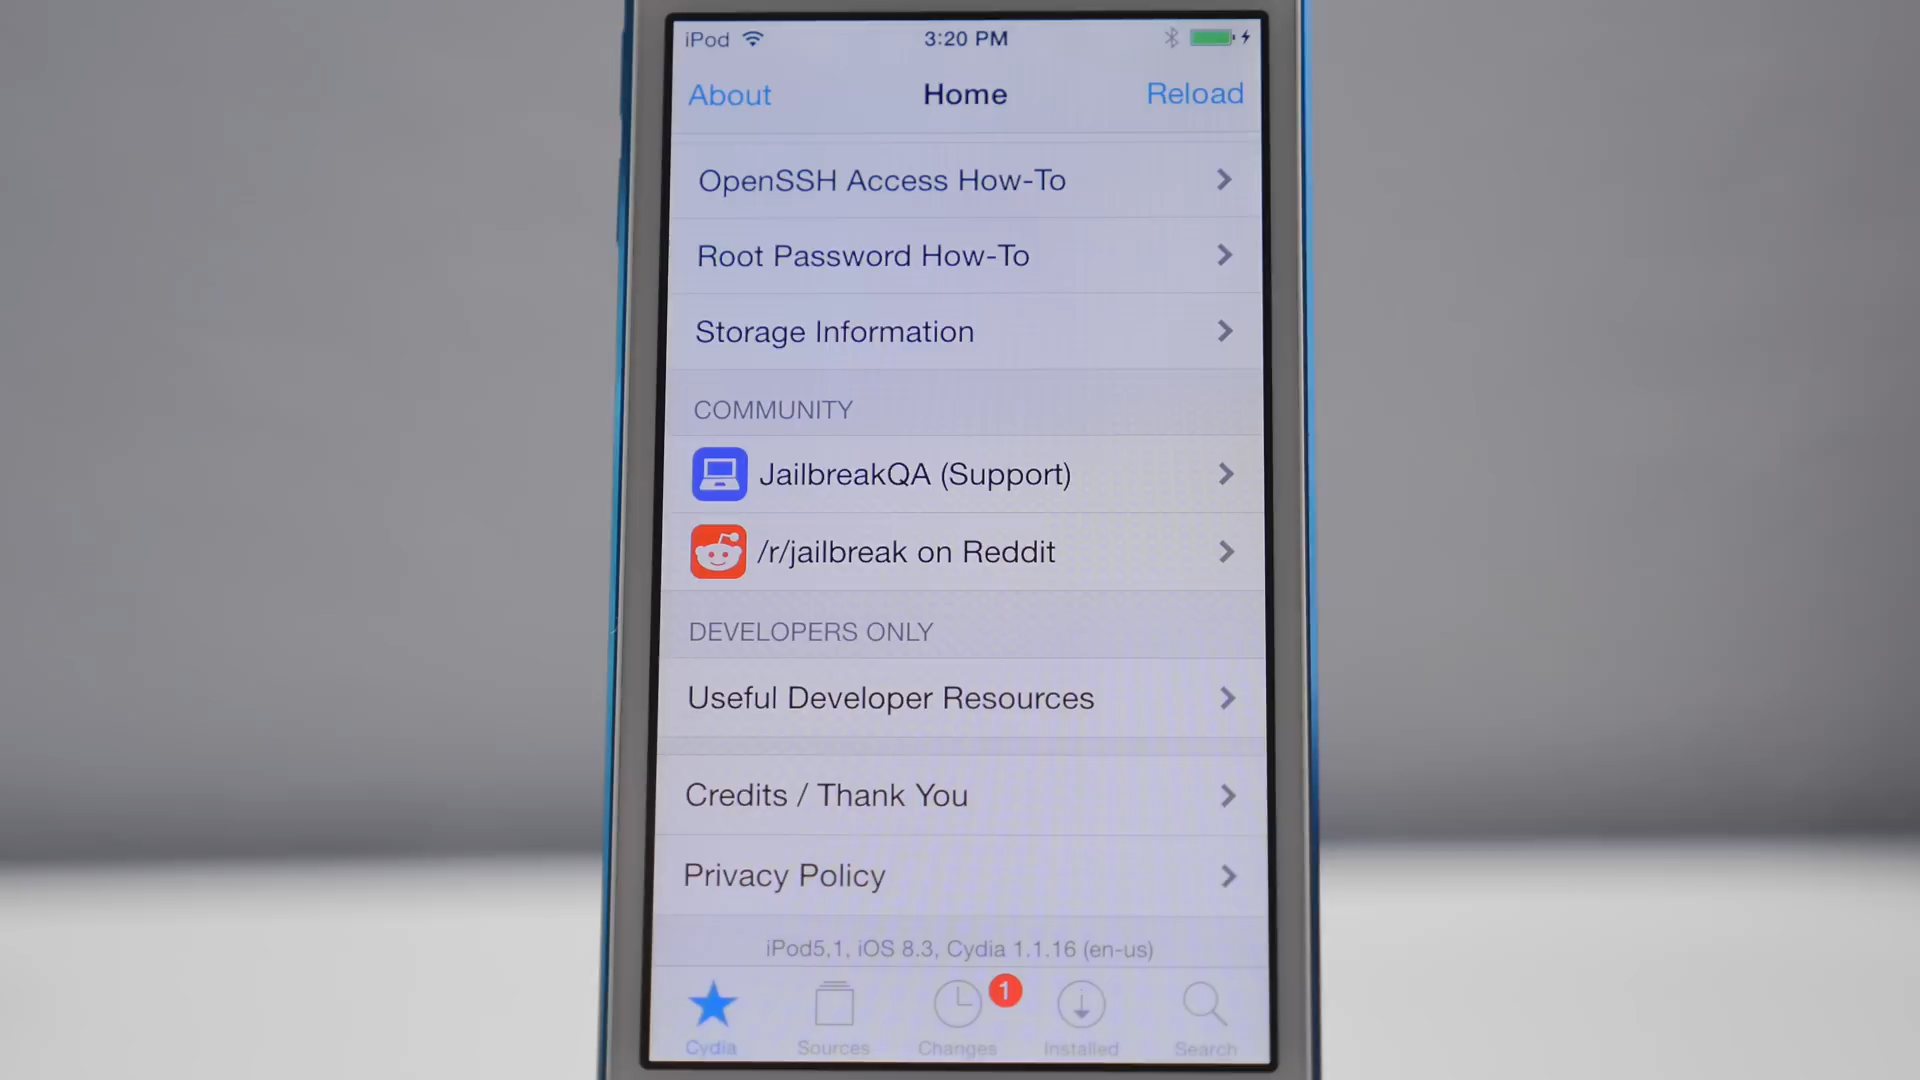 iPod 3:20 PM
About Home Reload
OpenSSH Access How-To
Root Password How-To
Storage Information
COMMUNITY
JailbreakQA (Support)
/r/jailbreak on Reddit
DEVELOPERS ONLY
Useful Developer Resources
Credits / Thank You
Privacy Policy
iPod5,1, iOS 8.3, Cydia 1.1.16 (en-us)
1
Cydia Sources Changes Installed Search